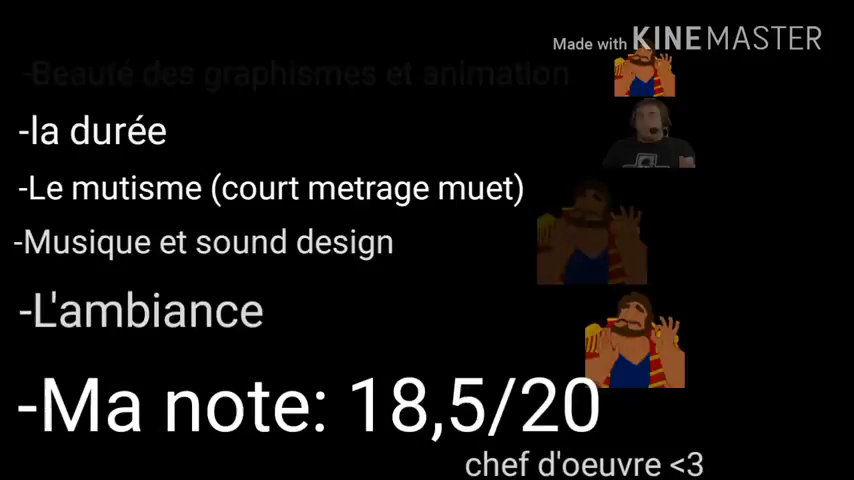 Made with KINEMASTER
-Beauté des graphismes et animation
-la durée
-Le mutisme (court metrage muet)
-Musique et sound design
-L'ambiance
-Ma note: 18,5/20
chef d'oeuvre <3